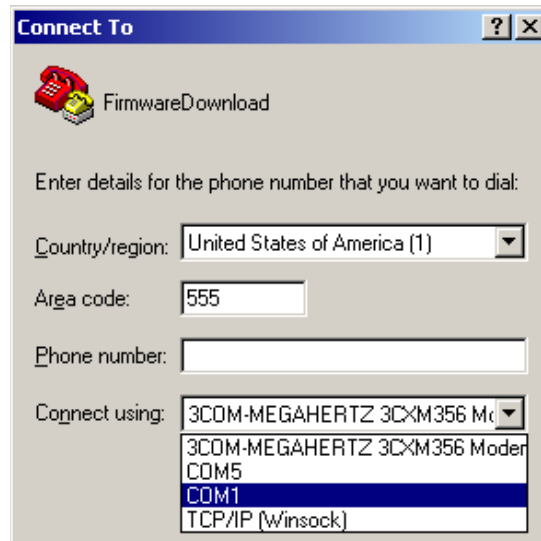 Connect To
FirmwareDownload
Enter details for the phone number that you want to dial:
Country/region: United States of America (1)
Area code: 555
Phone number:
Connect using: 3COM-MEGAHERTZ 3CXM356 Mo
3COM-MEGAHERTZ 3CXM356 Moder
COM5
COM1
TCP/IP (Winsock)